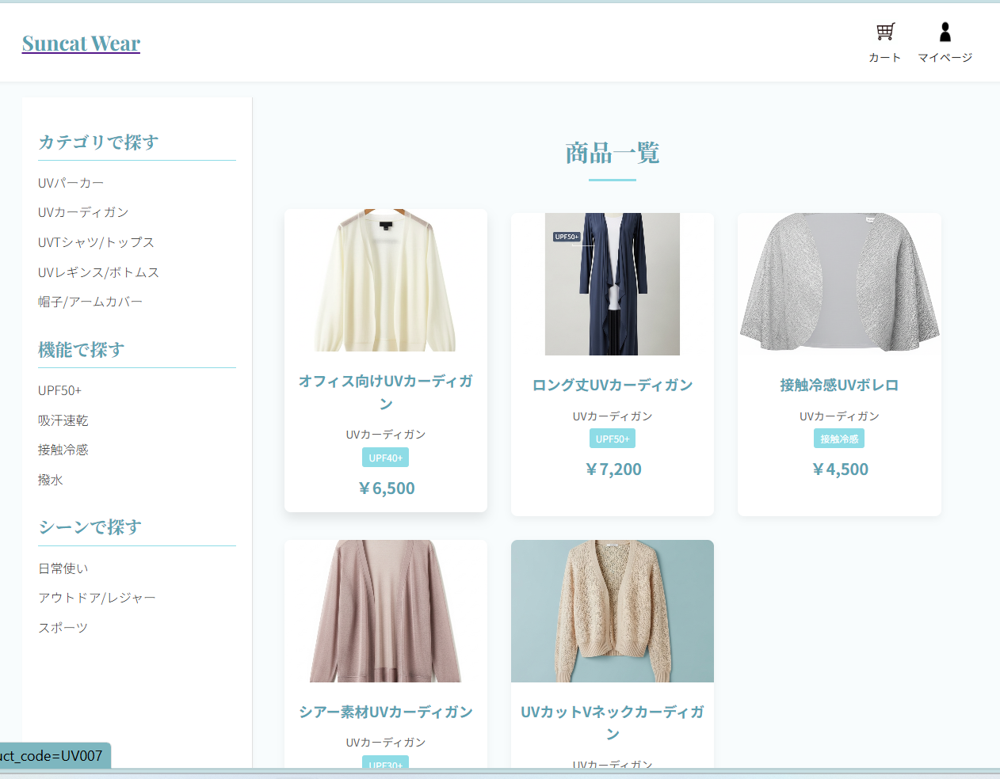 Suncat Wear
カート
マイページ
カテゴリで探す
UVパーカー
UVカーディガン
UVTシャツ/トップス
UVレギンス/ボトムス
帽子/アームカバー
機能で探す
UPF50+
吸汗速乾
接触冷感
撥水
シーンで探す
日常使い
アウトドア/レジャー
スポーツ
商品一覧
オフィス向けUVカーディガ
ン
UVカーディガン
UPF40+
￥6,500
UPF50+
ロング丈UVカーディガン
UVカーディガン
UPF50+
￥7,200
接触冷感UVボレロ
UVカーディガン
接触冷感
￥4,500
シアー素材UVカーディガン
UVカーディガン
UPF30+
UVカットVネックカーディガ
ン
UVカーディガン
uct_code=UV007